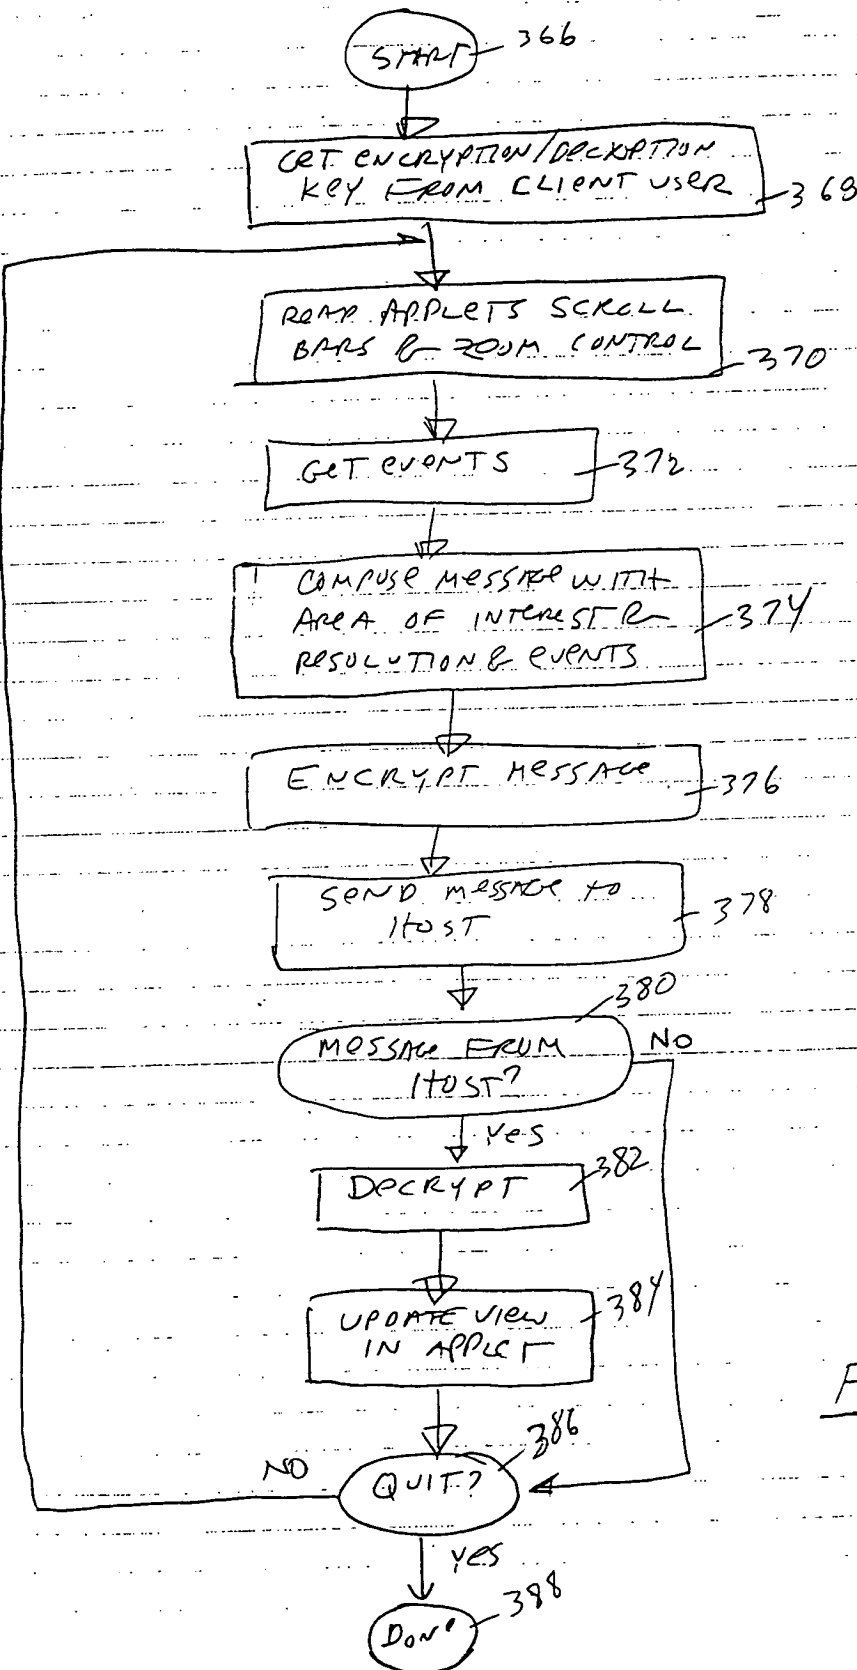 START 366
GET ENCRYPTION/DECRYPTION
KEY FROM CLIENT USER 368
READ APPLETS SCROLL
BARS & ZOOM CONTROL 370
GET EVENTS 372
COMPOSE MESSAGE WITH
AREA OF INTEREST &
RESOLUTION & EVENTS 374
ENCRYPT MESSAGE 376
SEND MESSAGE TO
HOST 378
380
MESSAGE FROM
HOST? NO
YES
DECRYPT 382
UPDATE VIEW
IN APPLET 384
F
386
NO QUIT?
YES
DONE 388